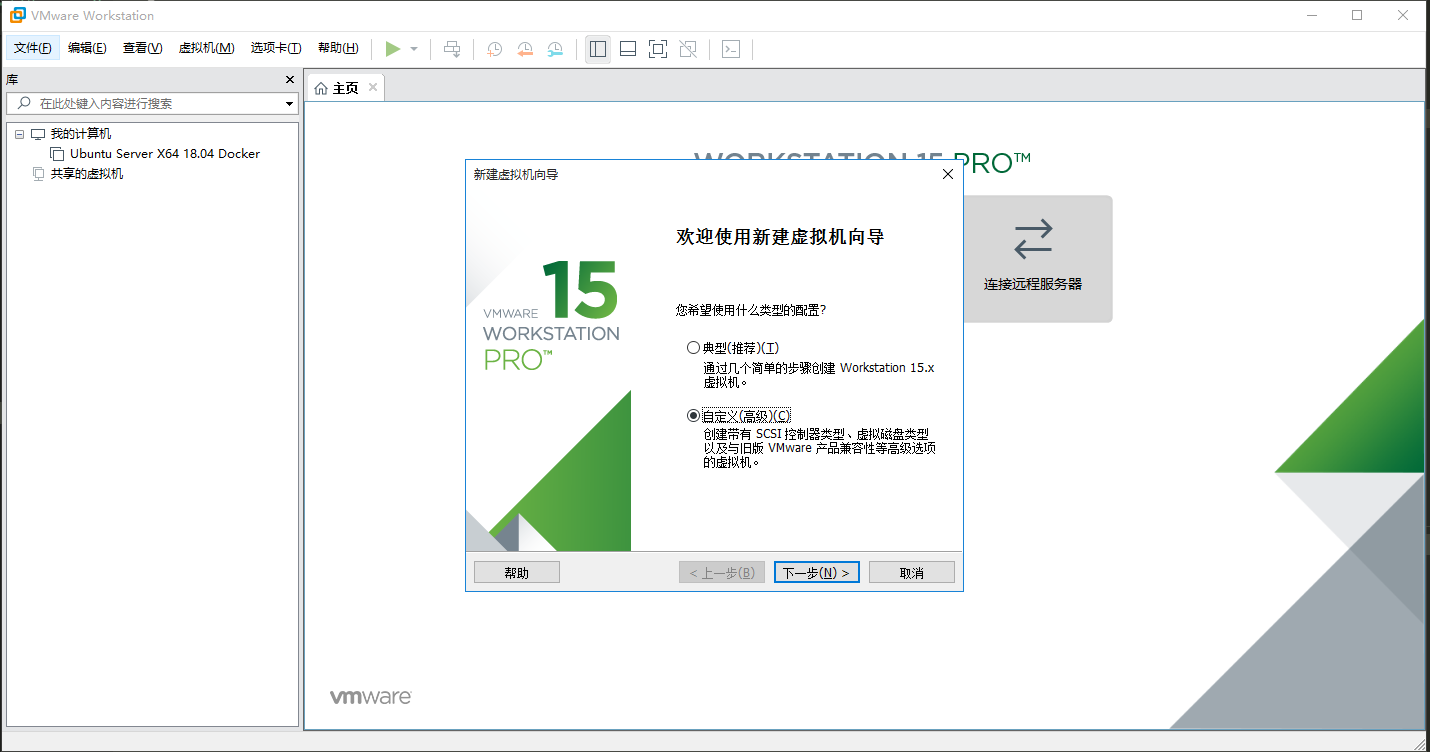 VMware Workstation
文件(F) 编辑(E) 查看(V) 虚拟机(M) 选项卡(T) 帮助(H)
库
在此处键入内容进行搜索
我的计算机
Ubuntu Server X64 18.04 Docker
共享的虚拟机
主页
WORKSTATION 15 PRO™
连接远程服务器
新建虚拟机向导
15
VMWARE
WORKSTATION
PRO™
欢迎使用新建虚拟机向导
您希望使用什么类型的配置?
典型(推荐)(T)
通过几个简单的步骤创建 Workstation 15.x
虚拟机。
自定义(高级)(C)
创建带有 SCSI 控制器类型、虚拟磁盘类型
以及与旧版 VMware 产品兼容性等高级选项
的虚拟机。
帮助
< 上一步(B)
下一步(N) >
取消
vmware